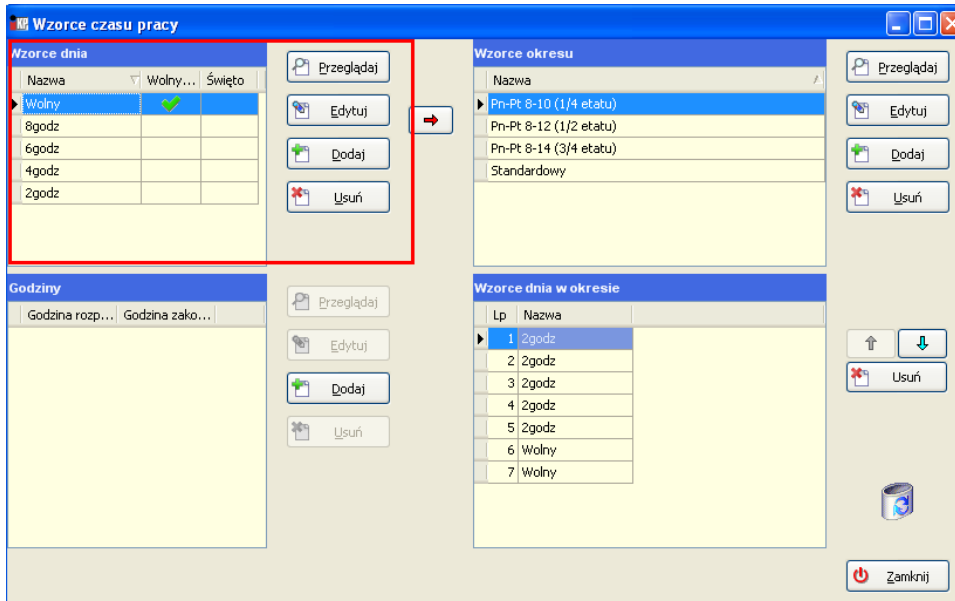 Wzorce czasu pracy
Wzorce dnia
Nazwa Wolny... Święto
Wolny
8godz
6godz
4godz
2godz
Przeglądaj
Edytuj
Dodaj
Usuń
Wzorce okresu
Nazwa
Pn-Pt 8-10 (1/4 etatu)
Pn-Pt 8-12 (1/2 etatu)
Pn-Pt 8-14 (3/4 etatu)
Standardowy
Przeglądaj
Edytuj
Dodaj
Usuń
Godziny
Godzina rozp... Godzina zako...
Przeglądaj
Edytuj
Dodaj
Usuń
Wzorce dnia w okresie
Lp Nazwa
1 2godz
2 2godz
3 2godz
4 2godz
5 2godz
6 Wolny
7 Wolny
Usuń
Zamknij